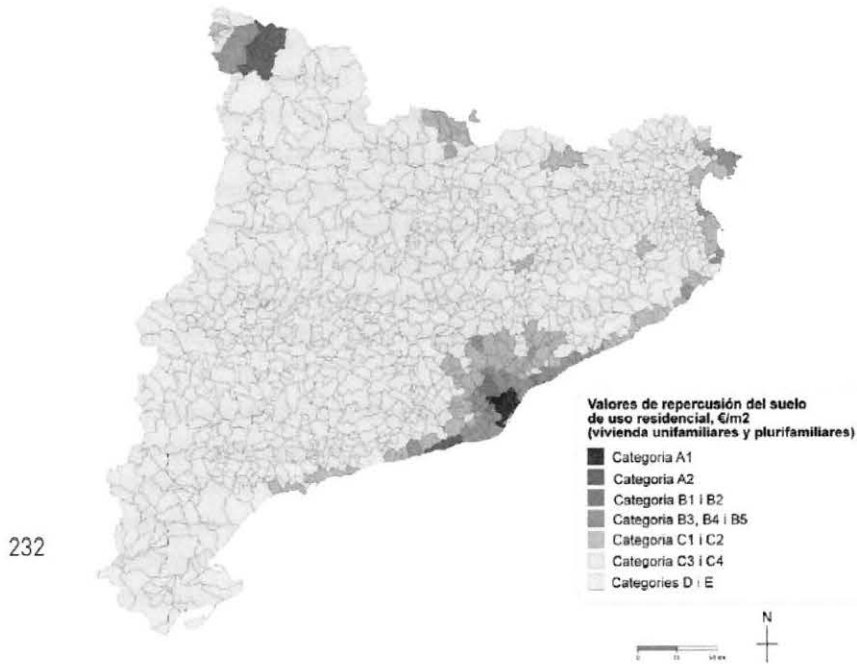 Valores de repercusión del suelo
de uso residencial, €/m2
(vivienda unifamiliares y plurifamiliares)
Categoria A1
Categoria A2
Categoria B1 i B2
Categoria B3, B4 i B5
Categoria C1 i C2
Categoria C3 i C4
Categories D i E
232
N
0